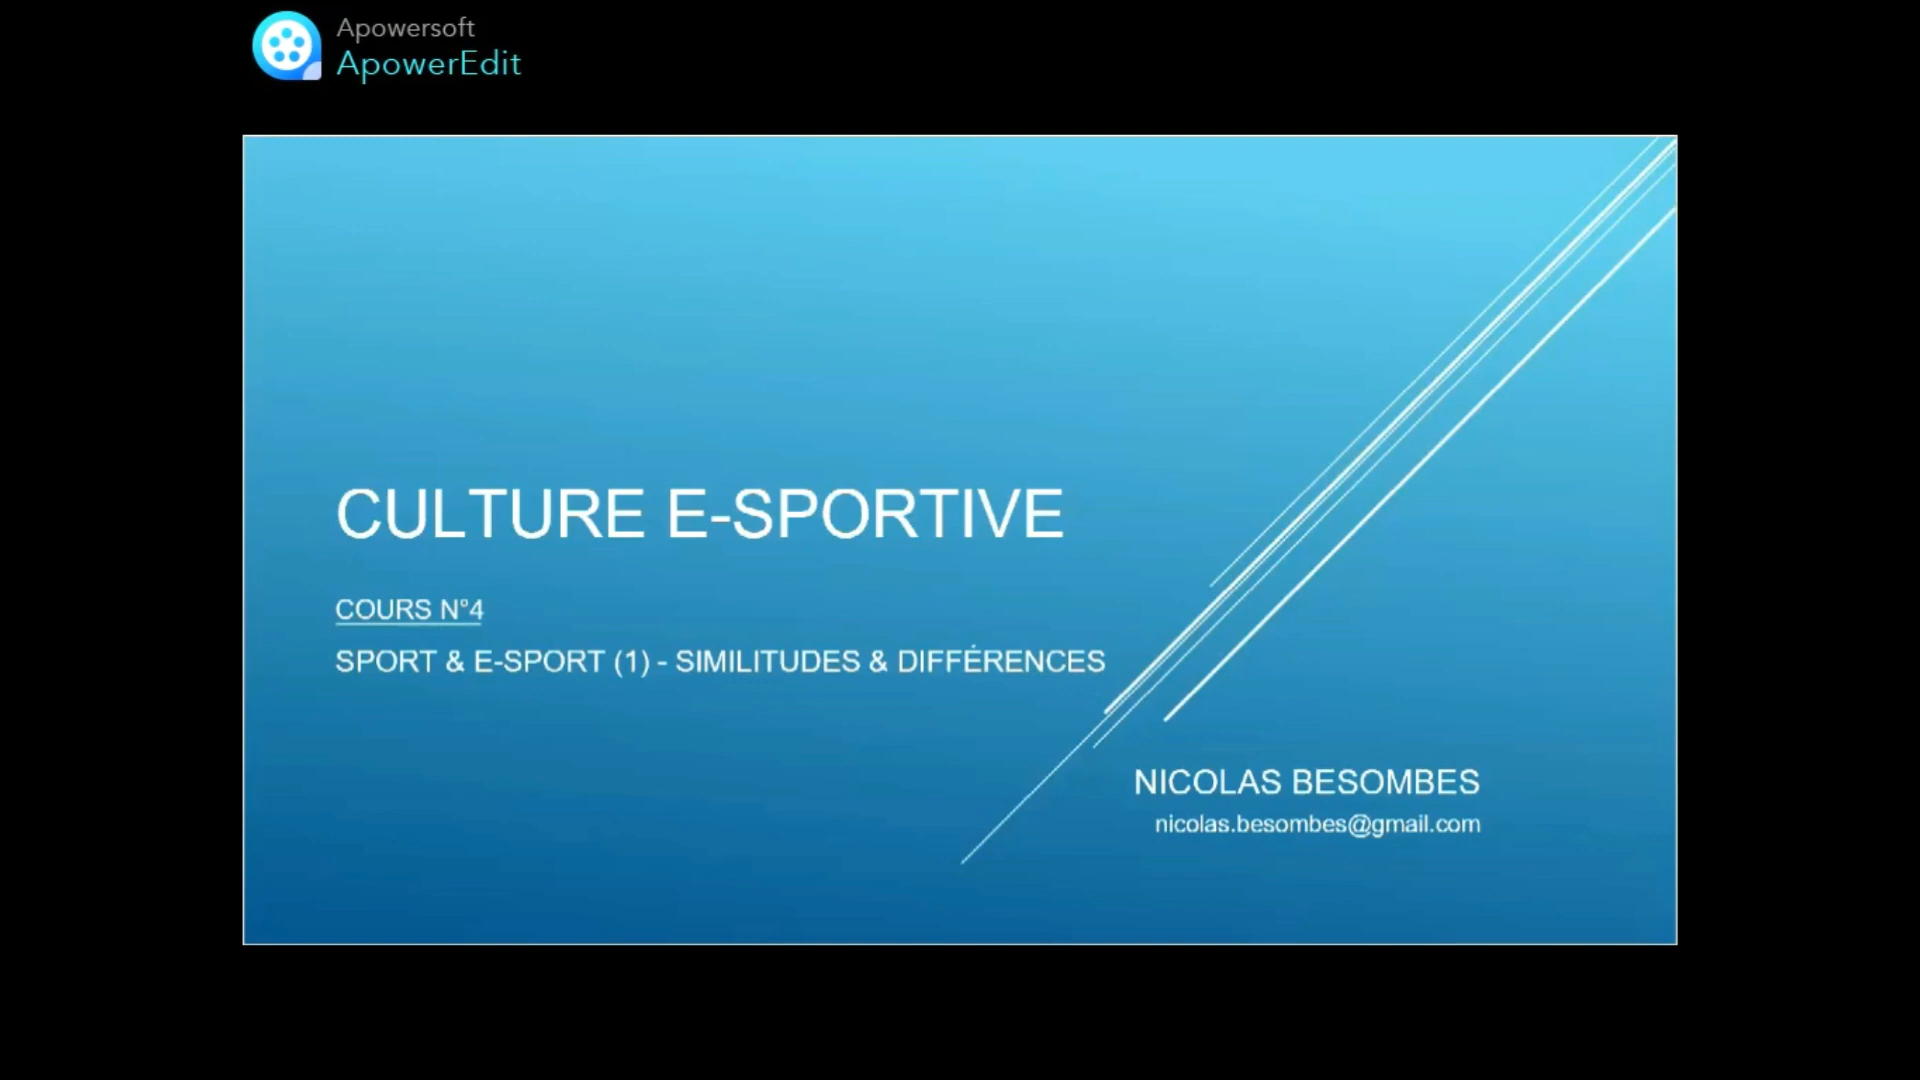 Apowersoft
ApowerEdit
CULTURE E-SPORTIVE
COURS N°4
SPORT & E-SPORT (1) - SIMILITUDES & DIFFÉRENCES
NICOLAS BESOMBES
nicolas.besombes@gmail.com